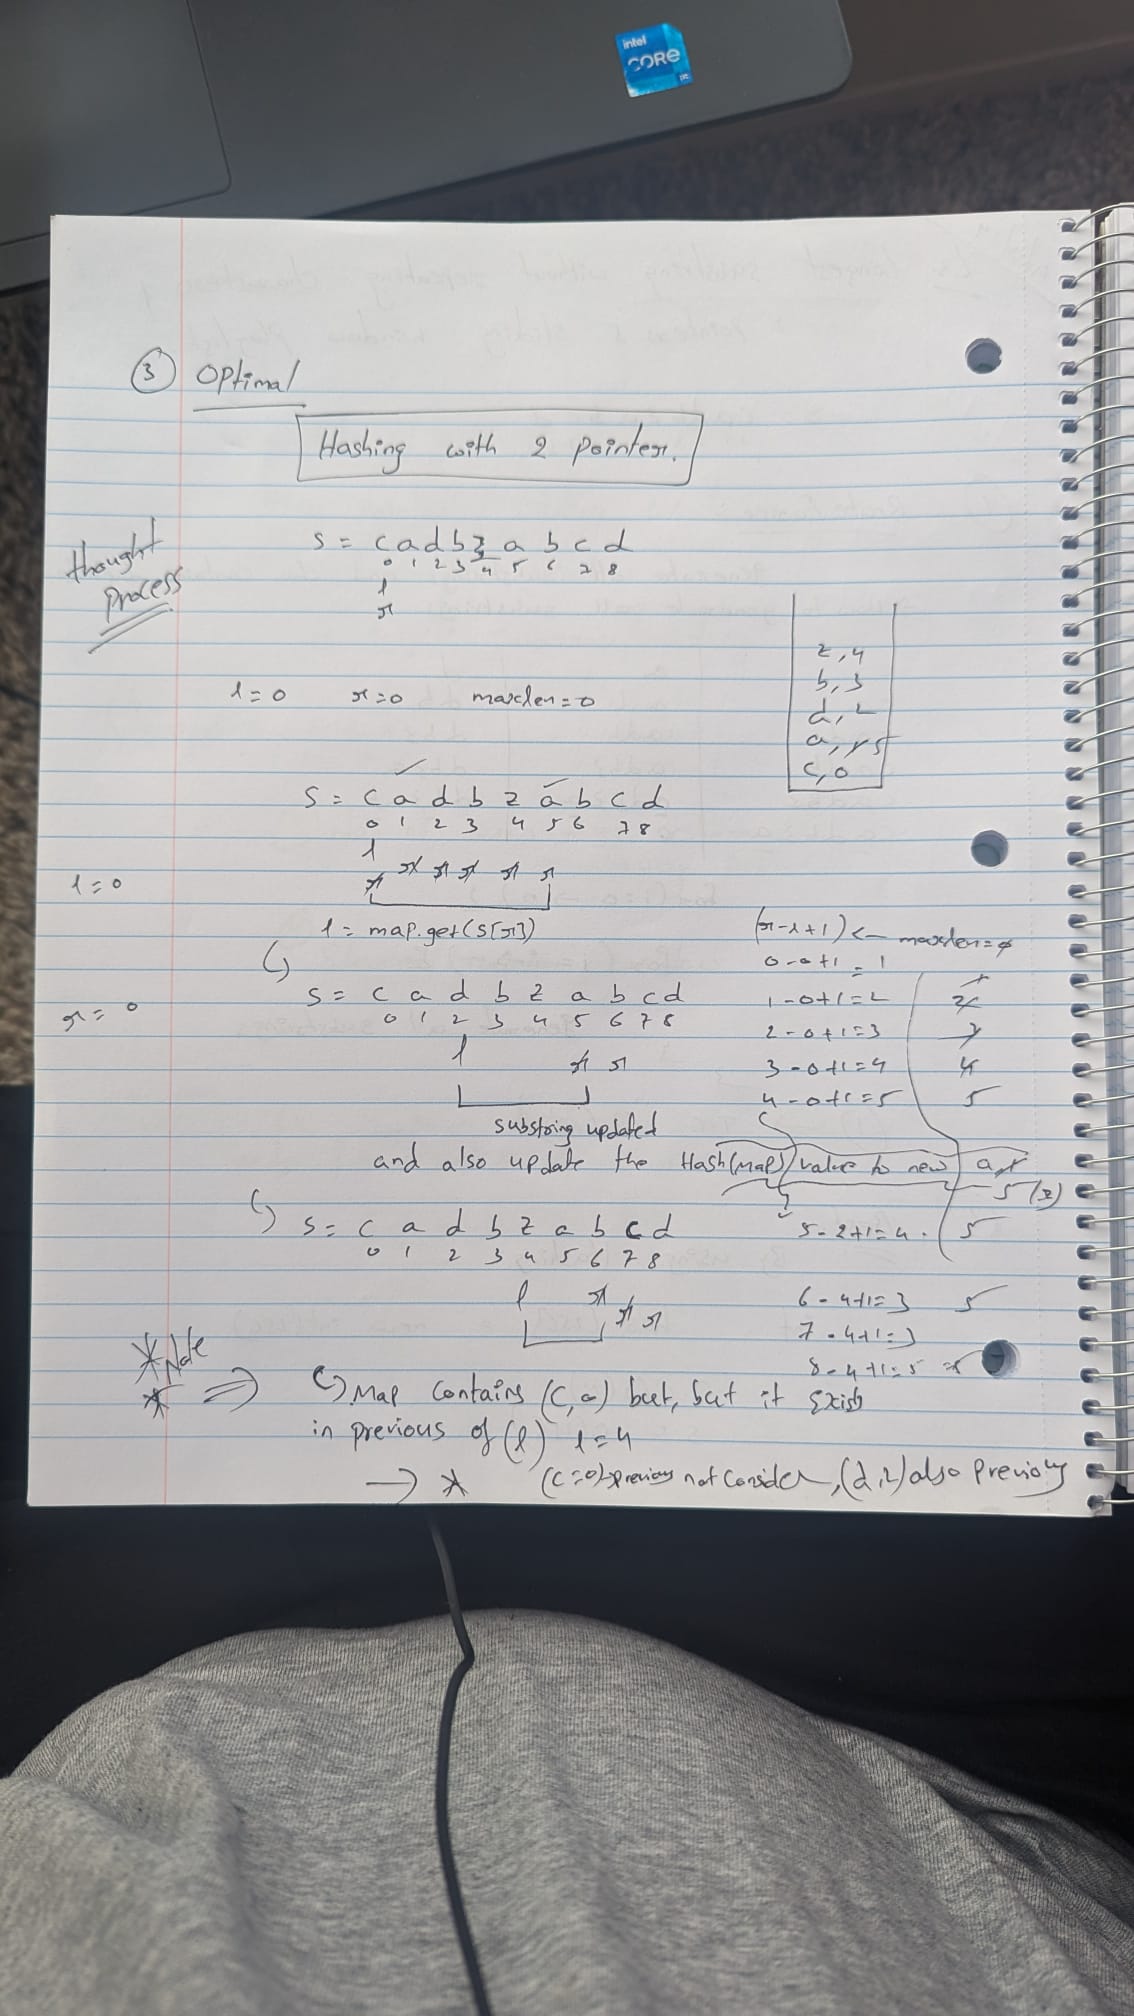 intel
CORE
③ Optimal
Hashing with 2 pointer.
thought
process
S = c a d b z a b c d
0 1 2 3 4 5 6 7 8
l
r
z, 4
b, 3
d, 2
a, 1 5
c, 0
l = 0 r = 0 maxlen = 0
S = c a d b z a b c d
0 1 2 3 4 5 6 7 8
l
r r r r r r
l = 0
l = map.get(s[r])
(r-l+1) <- maxlen = 0
0-0+1 = 1 1
r = 0
S = c a d b z a b c d
0 1 2 3 4 5 6 7 8
1-0+1=2 2
2-0+1=3 3
l r r
3-0+1=4 4
4-0+1=5 5
substring updated
and also update the Hash(Map) value to new a,1
5
S = c a d b z a b c d
0 1 2 3 4 5 6 7 8
5-2+1=4. 5
l r r r
6-4+1=3 5
7-4+1=
8-4+1=5
* Note
* ⇒ Map contains (c,0) but, but it exists
in previous of (l) l=4
→ * (c=0)→previous not consider, (d,2) also previous